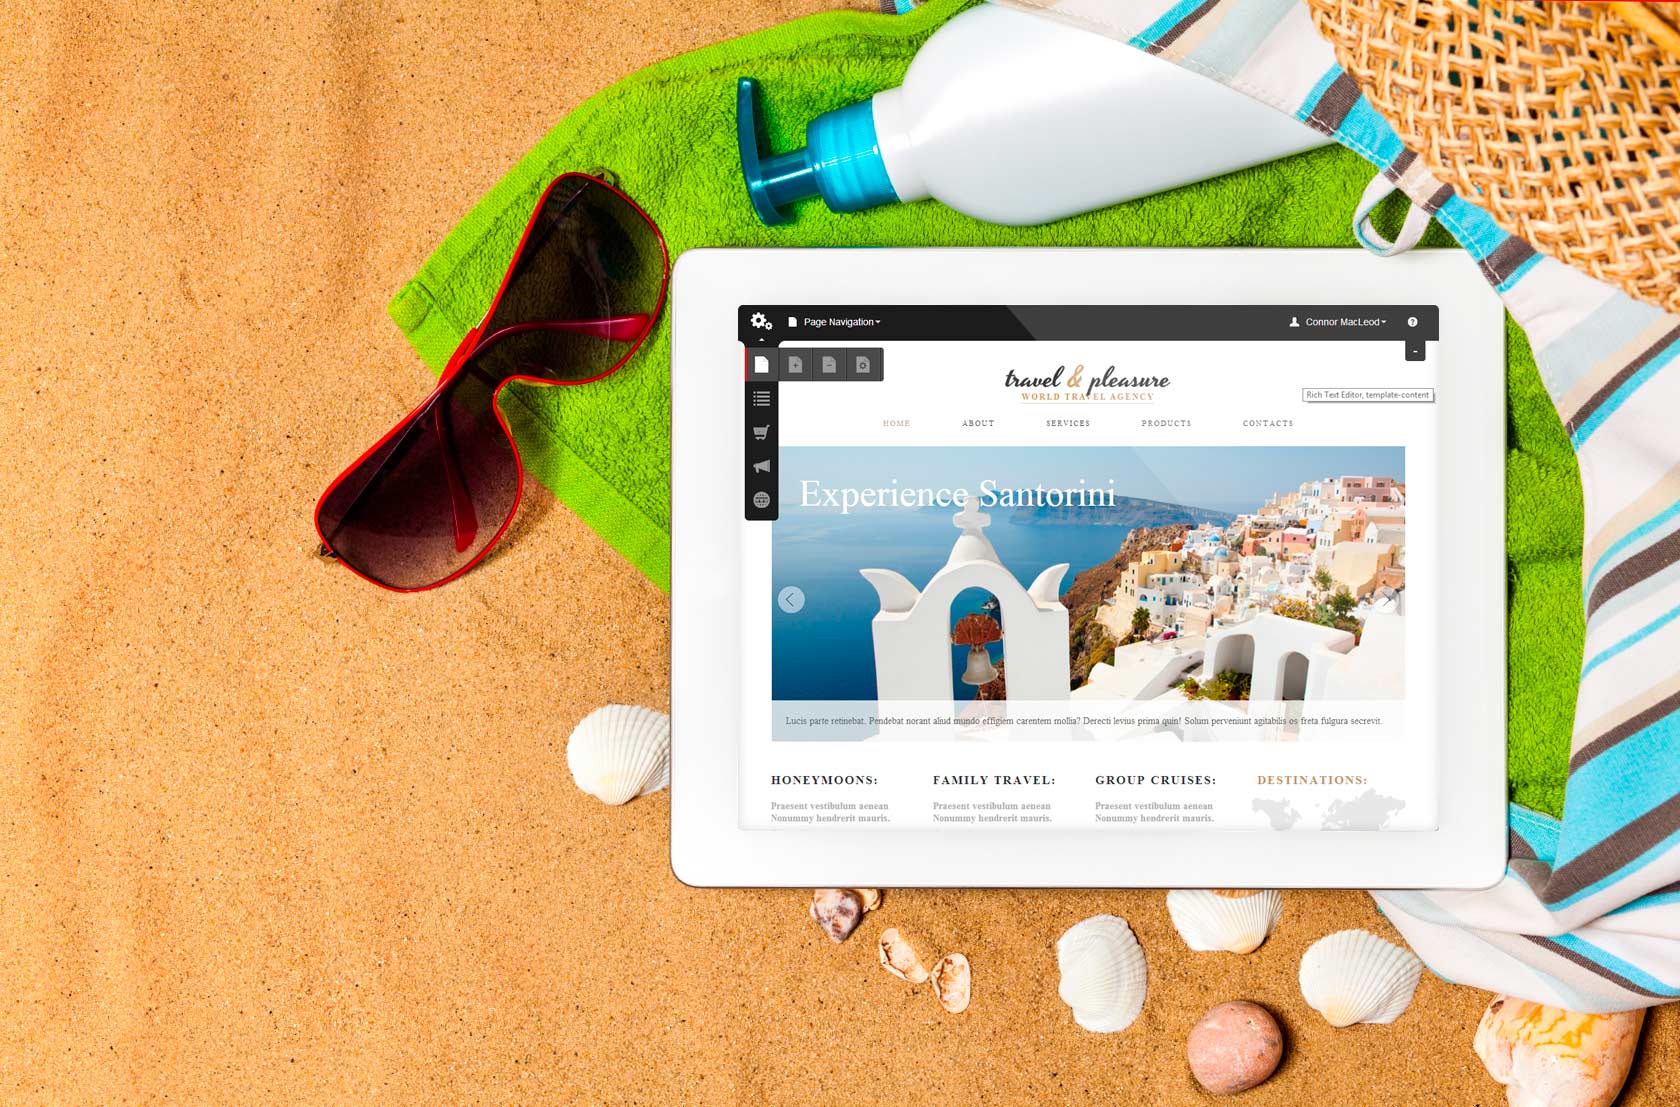 Page Navigation
Connor MacLeod
travel & pleasure
WORLD TRAVEL AGENCY
Rich Text Editor, template-content
HOME ABOUT SERVICES PRODUCTS CONTACTS
Experience Santorini
Lucis parte retinebat. Pendebat norant aliud mundo effigiem carentem mollia? Derecti levius prima quin! Solum perveniunt agitabilis os freta fulgura secrevit.
HONEYMOONS: FAMILY TRAVEL: GROUP CRUISES: DESTINATIONS:
Praesent vestibulum aenean Praesent vestibulum aenean Praesent vestibulum aenean
Nonummy hendrerit mauris. Nonummy hendrerit mauris. Nonummy hendrerit mauris.